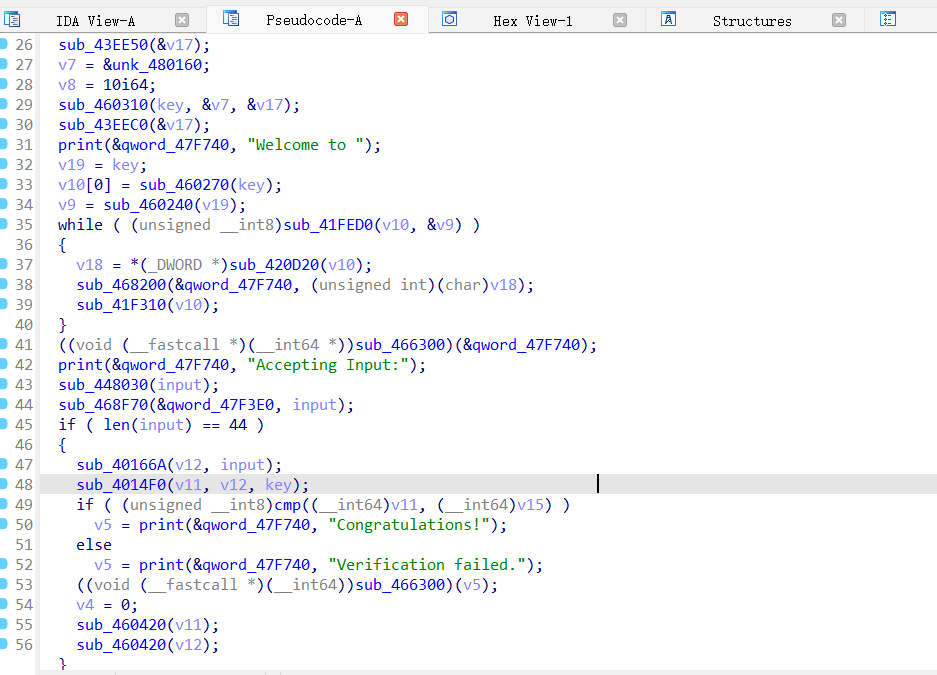 IDA View-A Pseudocode-A Hex View-1 Structures
26 sub_43EE50(&v17);
27 v7 = &unk_480160;
28 v8 = 10i64;
29 sub_460310(key, &v7, &v17);
30 sub_43EEC0(&v17);
31 print(&qword_47F740, "Welcome to ");
32 v19 = key;
33 v10[0] = sub_460270(key);
34 v9 = sub_460240(v19);
35 while ( (unsigned __int8)sub_41FED0(v10, &v9) )
36 {
37 v18 = *(_DWORD *)sub_420D20(v10);
38 sub_468200(&qword_47F740, (unsigned int)(char)v18);
39 sub_41F310(v10);
40 }
41 ((void (__fastcall *)(__int64 *))sub_466300)(&qword_47F740);
42 print(&qword_47F740, "Accepting Input:");
43 sub_448030(input);
44 sub_468F70(&qword_47F3E0, input);
45 if ( len(input) == 44 )
46 {
47 sub_40166A(v12, input);
48 sub_4014F0(v11, v12, key);
49 if ( (unsigned __int8)cmp((__int64)v11, (__int64)v15) )
50 v5 = print(&qword_47F740, "Congratulations!");
51 else
52 v5 = print(&qword_47F740, "Verification failed.");
53 ((void (__fastcall *)(__int64))sub_466300)(v5);
54 v4 = 0;
55 sub_460420(v11);
56 sub_460420(v12);
}